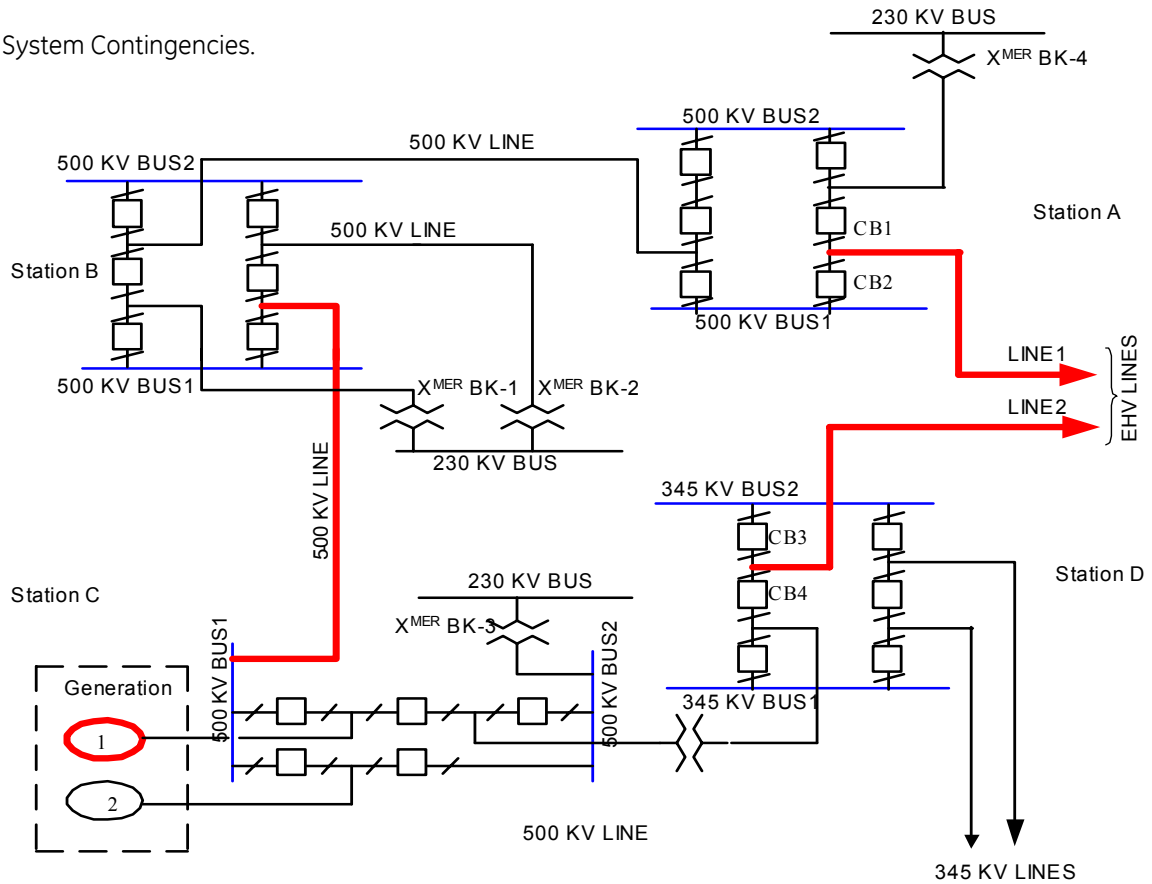 System Contingencies.
230 KV BUS
X^MER BK-4
500 KV BUS2
500 KV LINE
500 KV BUS2
Station A
CB1
500 KV LINE
Station B
CB2
500 KV BUS1
LINE1
500 KV BUS1
X^MER BK-1
X^MER BK-2
EHV LINES
LINE2
230 KV BUS
345 KV BUS2
500 KV LINE
CB3
Station D
230 KV BUS
CB4
Station C
X^MER BK-3
500 KV BUS1
500 KV BUS2
Generation
345 KV BUS1
1
2
500 KV LINE
345 KV LINES